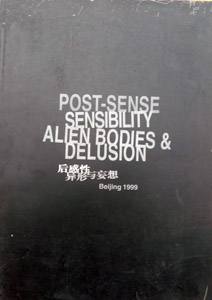 POST-SENSE
SENSIBILITY
ALIEN BODIES &
DELUSION
后感性
异形与妄想
Beijing 1999